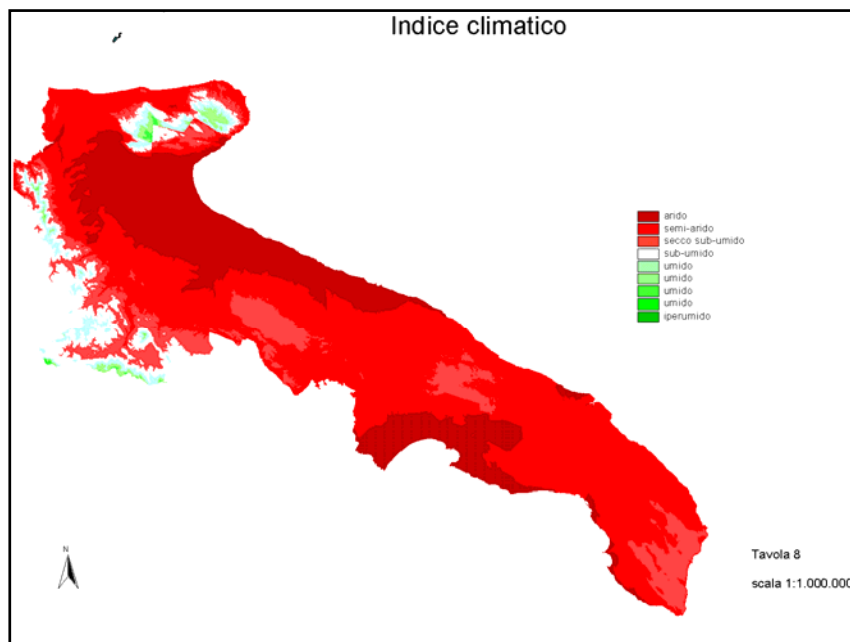 Indice climatico
arido
semi-arido
secco sub-umido
sub-umido
umido
umido
umido
umido
iperumido
N
Tavola 8
scala 1:1.000.000